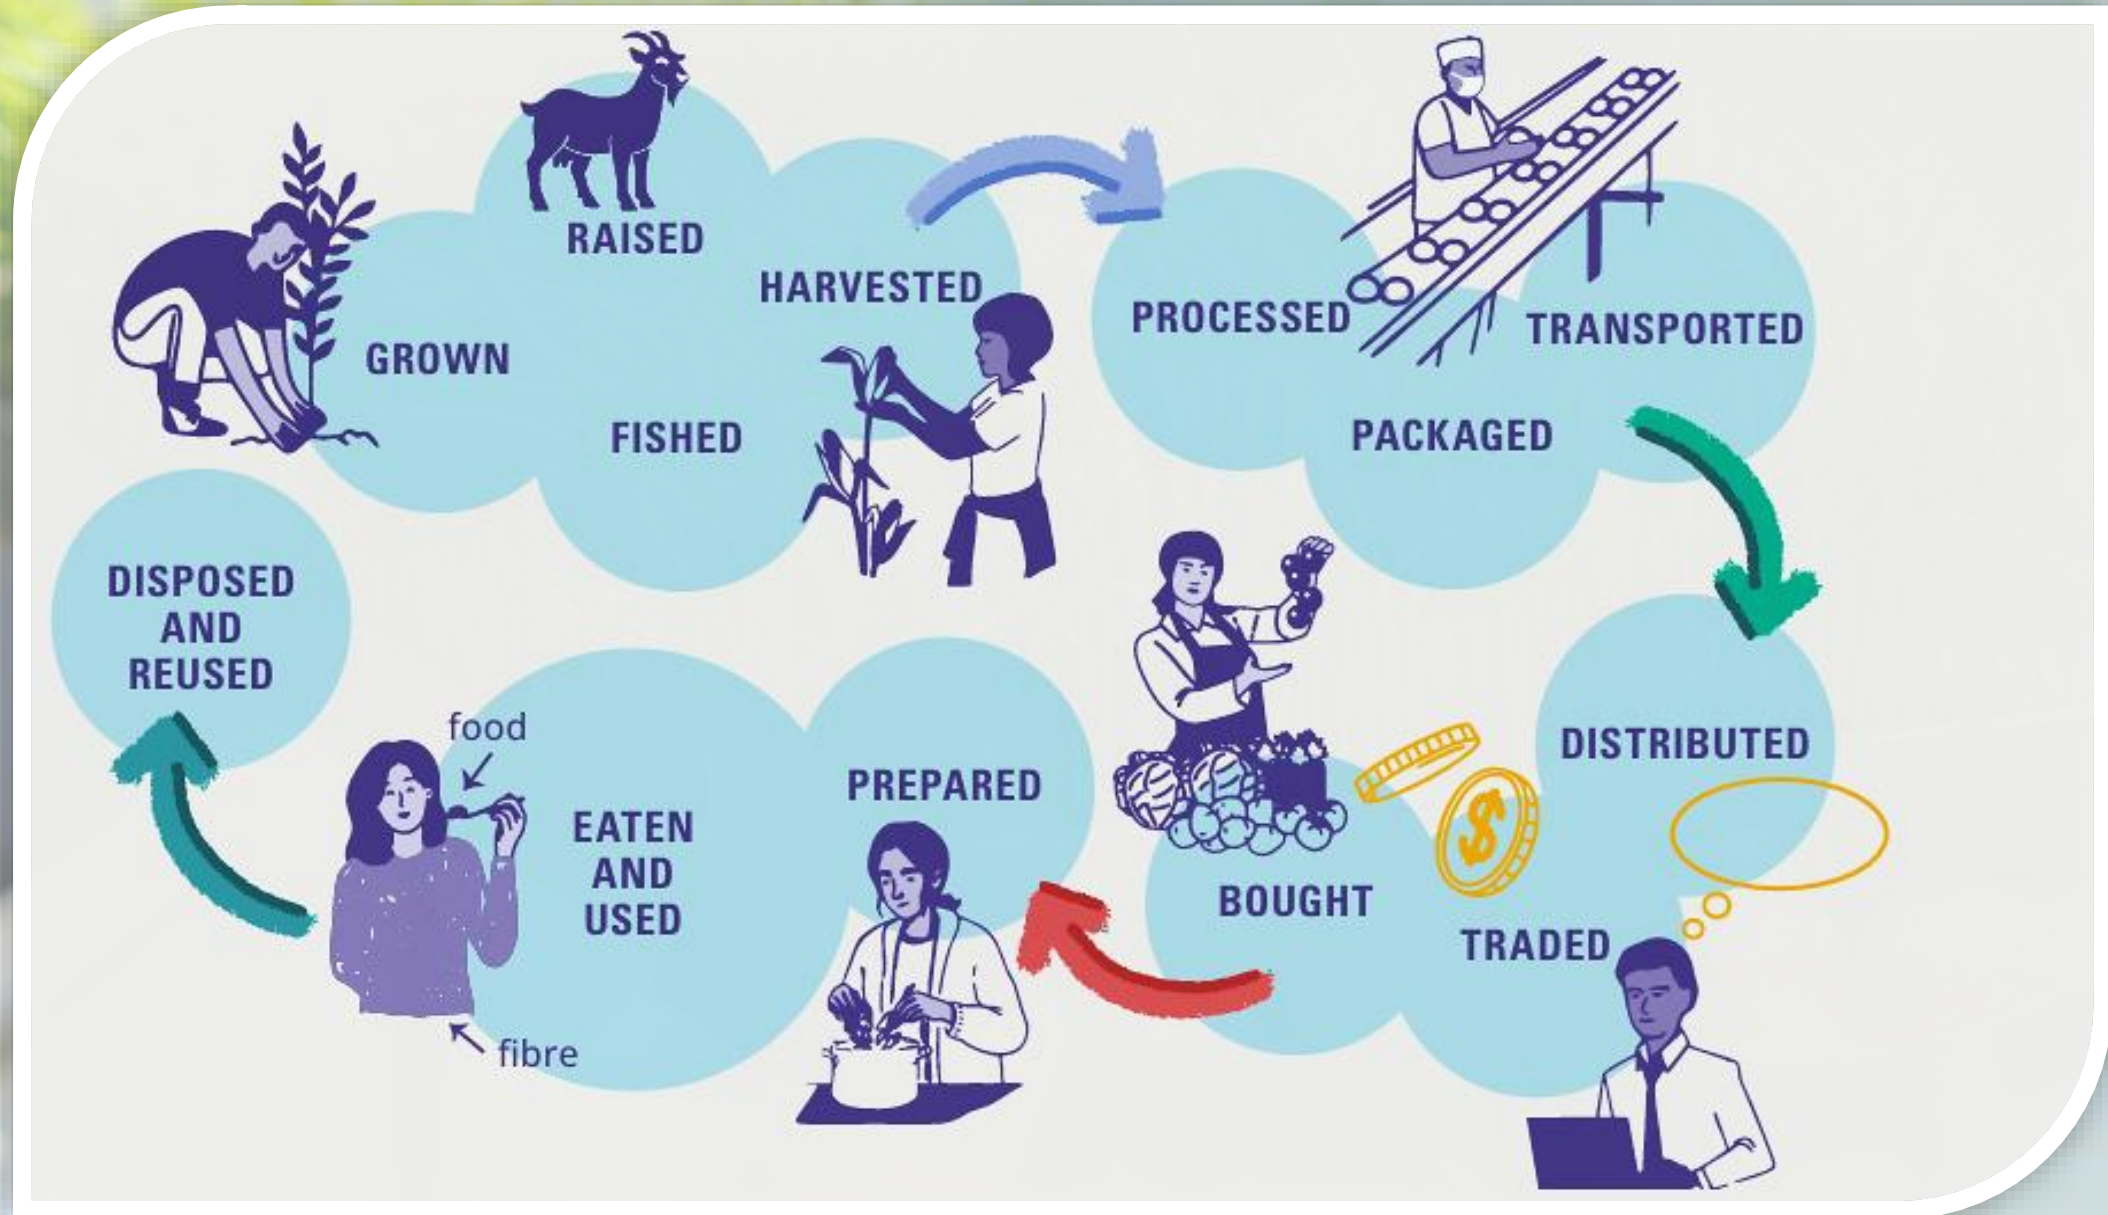 RAISED
HARVESTED
GROWN
FISHED
PROCESSED
TRANSPORTED
PACKAGED
DISTRIBUTED
$
BOUGHT
TRADED
PREPARED
EATEN
AND
USED
food
fibre
DISPOSED
AND
REUSED